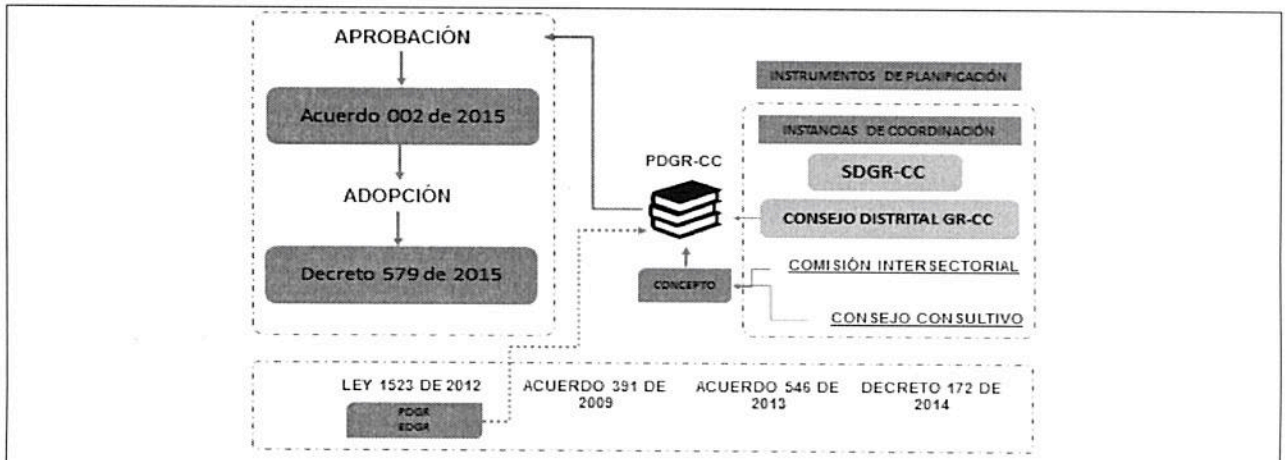 APROBACIÓN
Acuerdo 002 de 2015
ADOPCIÓN
Decreto 579 de 2015
PDGR-CC
CONCEPTO
INSTRUMENTOS DE PLANIFICACIÓN
INSTANCIAS DE COORDINACIÓN
SDGR-CC
CONSEJO DISTRITAL GR-CC
COMISIÓN INTERSECTORIAL
CONSEJO CONSULTIVO
LEY 1523 DE 2012
PDGR
EDGR
ACUERDO 391 DE
2009
ACUERDO 546 DE
2013
DECRETO 172 DE
2014